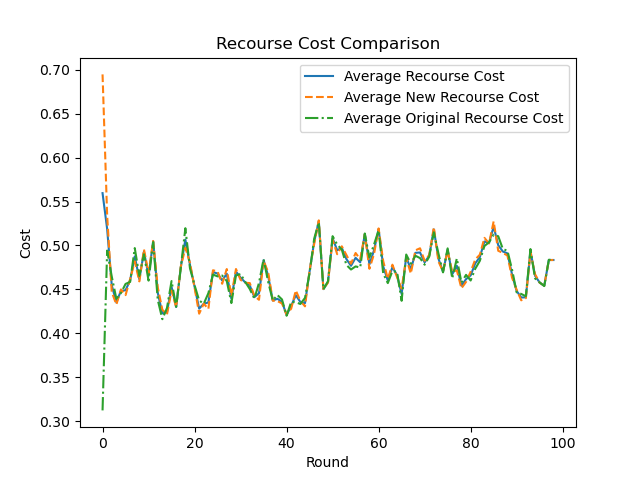 Recourse Cost Comparison
Average Recourse Cost
Average New Recourse Cost
Average Original Recourse Cost
0.70
0.65
0.60
0.55
0.50
0.45
0.40
0.35
0.30
Cost
0
20
40
60
80
100
Round